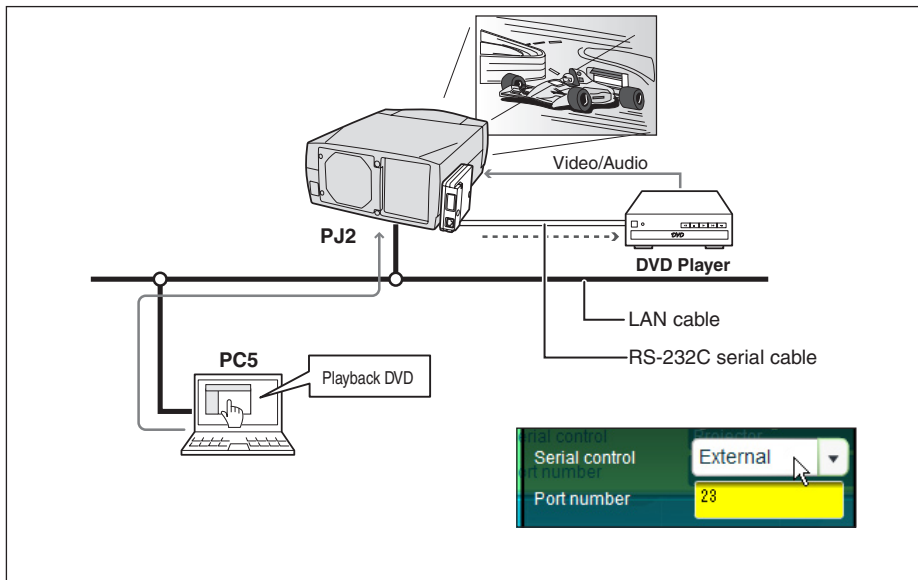 Video/Audio
PJ2
DVD
DVD Player
LAN cable
RS-232C serial cable
PC5
Playback DVD
Serial control
External
Port number
23